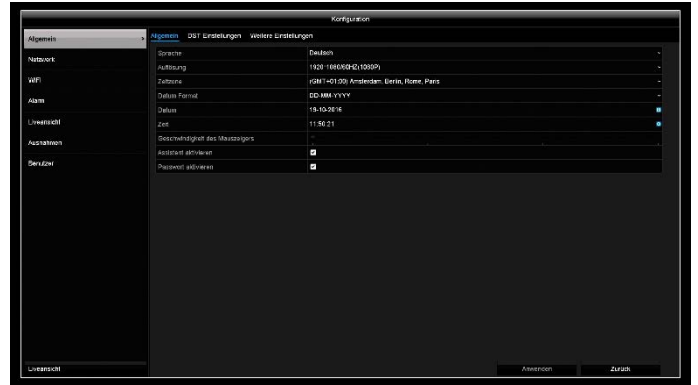 Konfiguration
Allgemein >
Netzwerk
WiFi
Alarm
Liveansicht
Ausnahmen
Benutzer
Liveansicht
Allgemein DST Einstellungen Weitere Einstellungen
Sprache Deutsch
Auflösung 1920*1080/60HZ(1080P)
Zeitzone (GMT+01:00) Amsterdam, Berlin, Rome, Paris
Datum Format DD-MM-YYYY
Datum 19-10-2016
Zeit 11:50:21
Geschwindigkeit des Mauszeigers
Assistent aktivieren
Passwort aktivieren
Anwenden Zurück